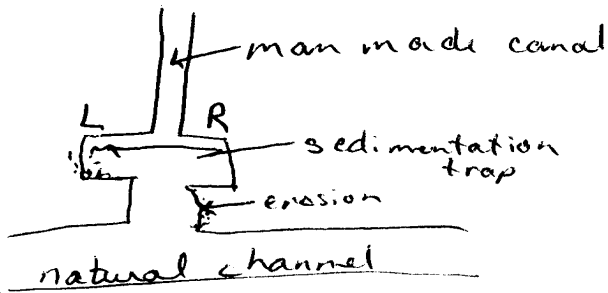 man made canal
L R
sedimentation
trap
erosion
natural channel